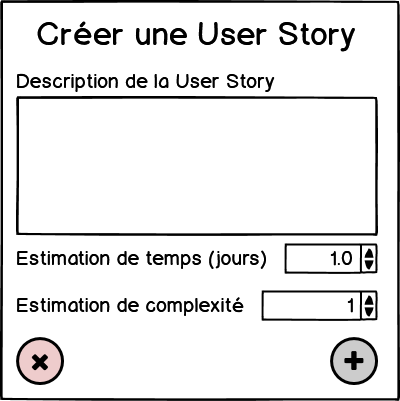 Créer une User Story
Description de la User Story
Estimation de temps (jours) 1.0
Estimation de complexité 1